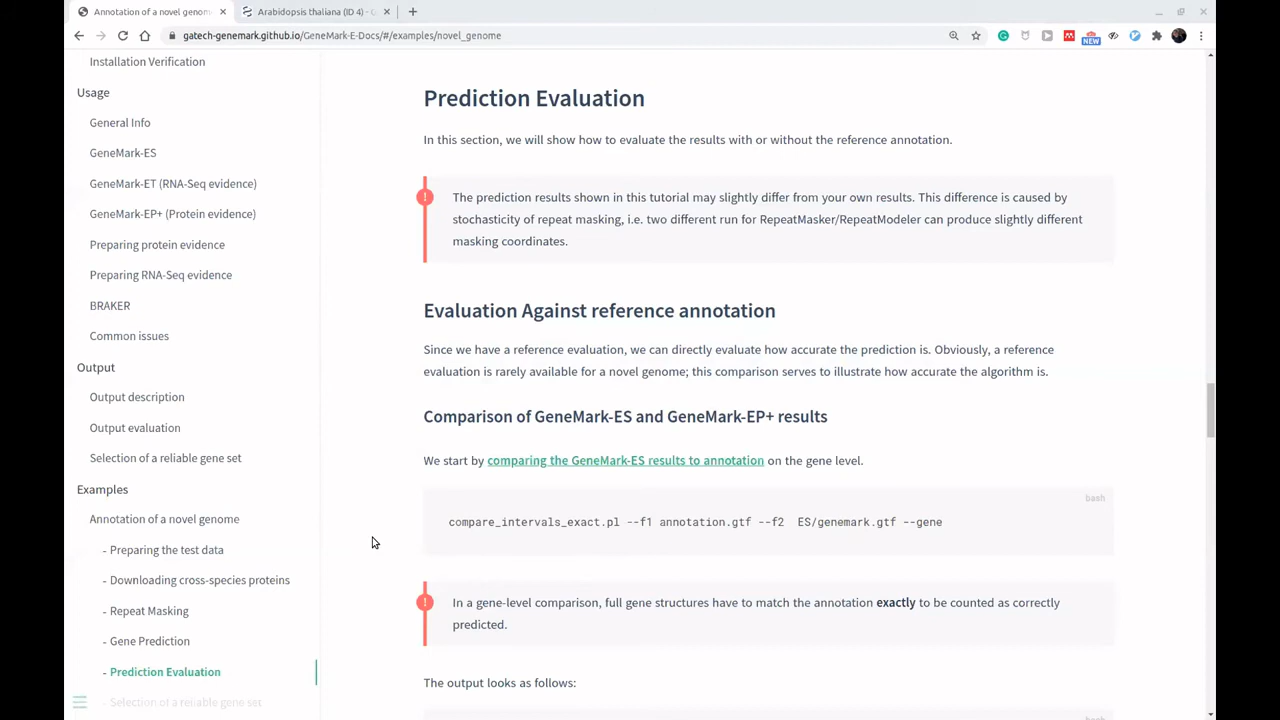 Annotation of a novel genom
Arabidopsis thaliana (ID 4) - G
gatech-genemark.github.io/GeneMark-E-Docs/#/examples/novel_genome
NEW
Installation Verification
Usage
General Info
GeneMark-ES
GeneMark-ET (RNA-Seq evidence)
GeneMark-EP+ (Protein evidence)
Preparing protein evidence
Preparing RNA-Seq evidence
BRAKER
Common issues
Output
Output description
Output evaluation
Selection of a reliable gene set
Examples
Annotation of a novel genome
- Preparing the test data
- Downloading cross-species proteins
- Repeat Masking
- Gene Prediction
- Prediction Evaluation
- Selection of a reliable gene set
Prediction Evaluation
In this section, we will show how to evaluate the results with or without the reference annotation.
!
The prediction results shown in this tutorial may slightly differ from your own results. This difference is caused by
stochasticity of repeat masking, i.e. two different run for RepeatMasker/RepeatModeler can produce slightly different
masking coordinates.
Evaluation Against reference annotation
Since we have a reference evaluation, we can directly evaluate how accurate the prediction is. Obviously, a reference
evaluation is rarely available for a novel genome; this comparison serves to illustrate how accurate the algorithm is.
Comparison of GeneMark-ES and GeneMark-EP+ results
We start by comparing the GeneMark-ES results to annotation on the gene level.
bash
compare_intervals_exact.pl --f1 annotation.gtf --f2  ES/genemark.gtf --gene
!
In a gene-level comparison, full gene structures have to match the annotation exactly to be counted as correctly
predicted.
The output looks as follows:
bash